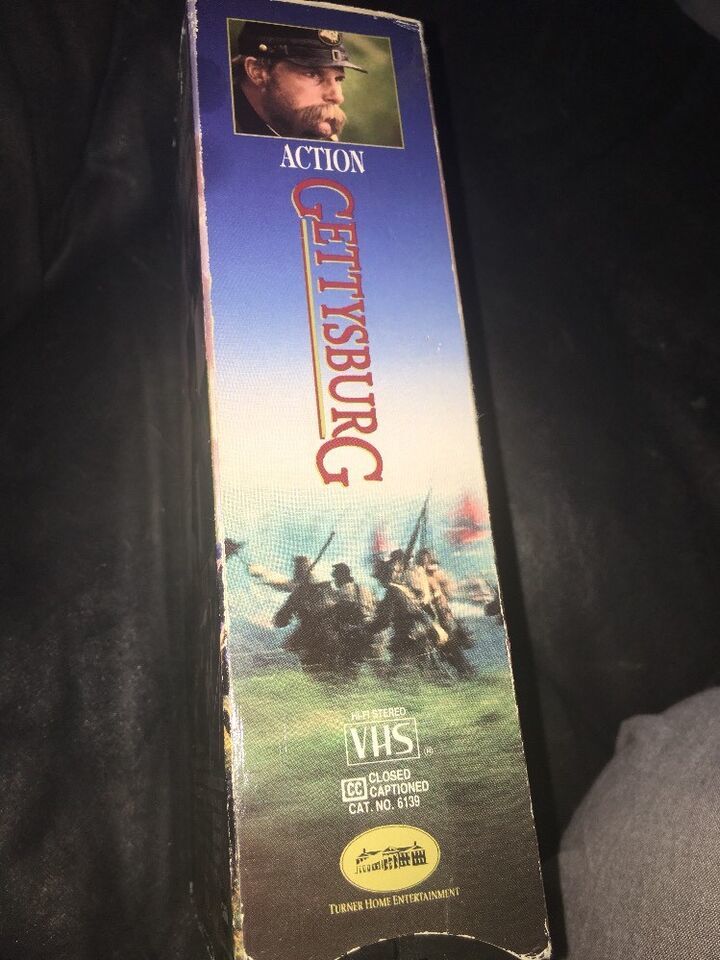 ACTION
GETTYSBURG
HI-FI STEREO
VHS®
CC CLOSED
CAPTIONED
CAT. NO. 6139
TURNER HOME ENTERTAINMENT